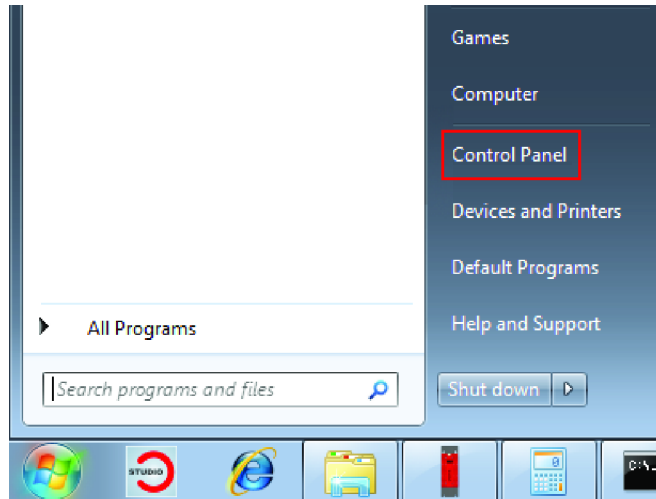 Games
Computer
Control Panel
Devices and Printers
Default Programs
Help and Support
All Programs
Search programs and files
Shut down
STUDIO
0
C:\_